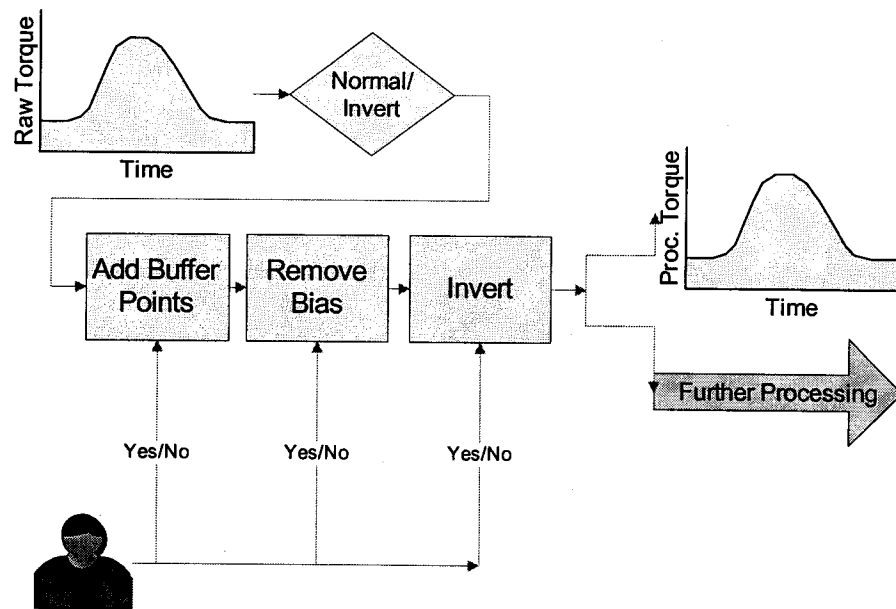 Raw Torque
Time
Normal/
Invert
Add Buffer
Points
Remove
Bias
Invert
Proc. Torque
Time
Further Processing
Yes/No
Yes/No
Yes/No